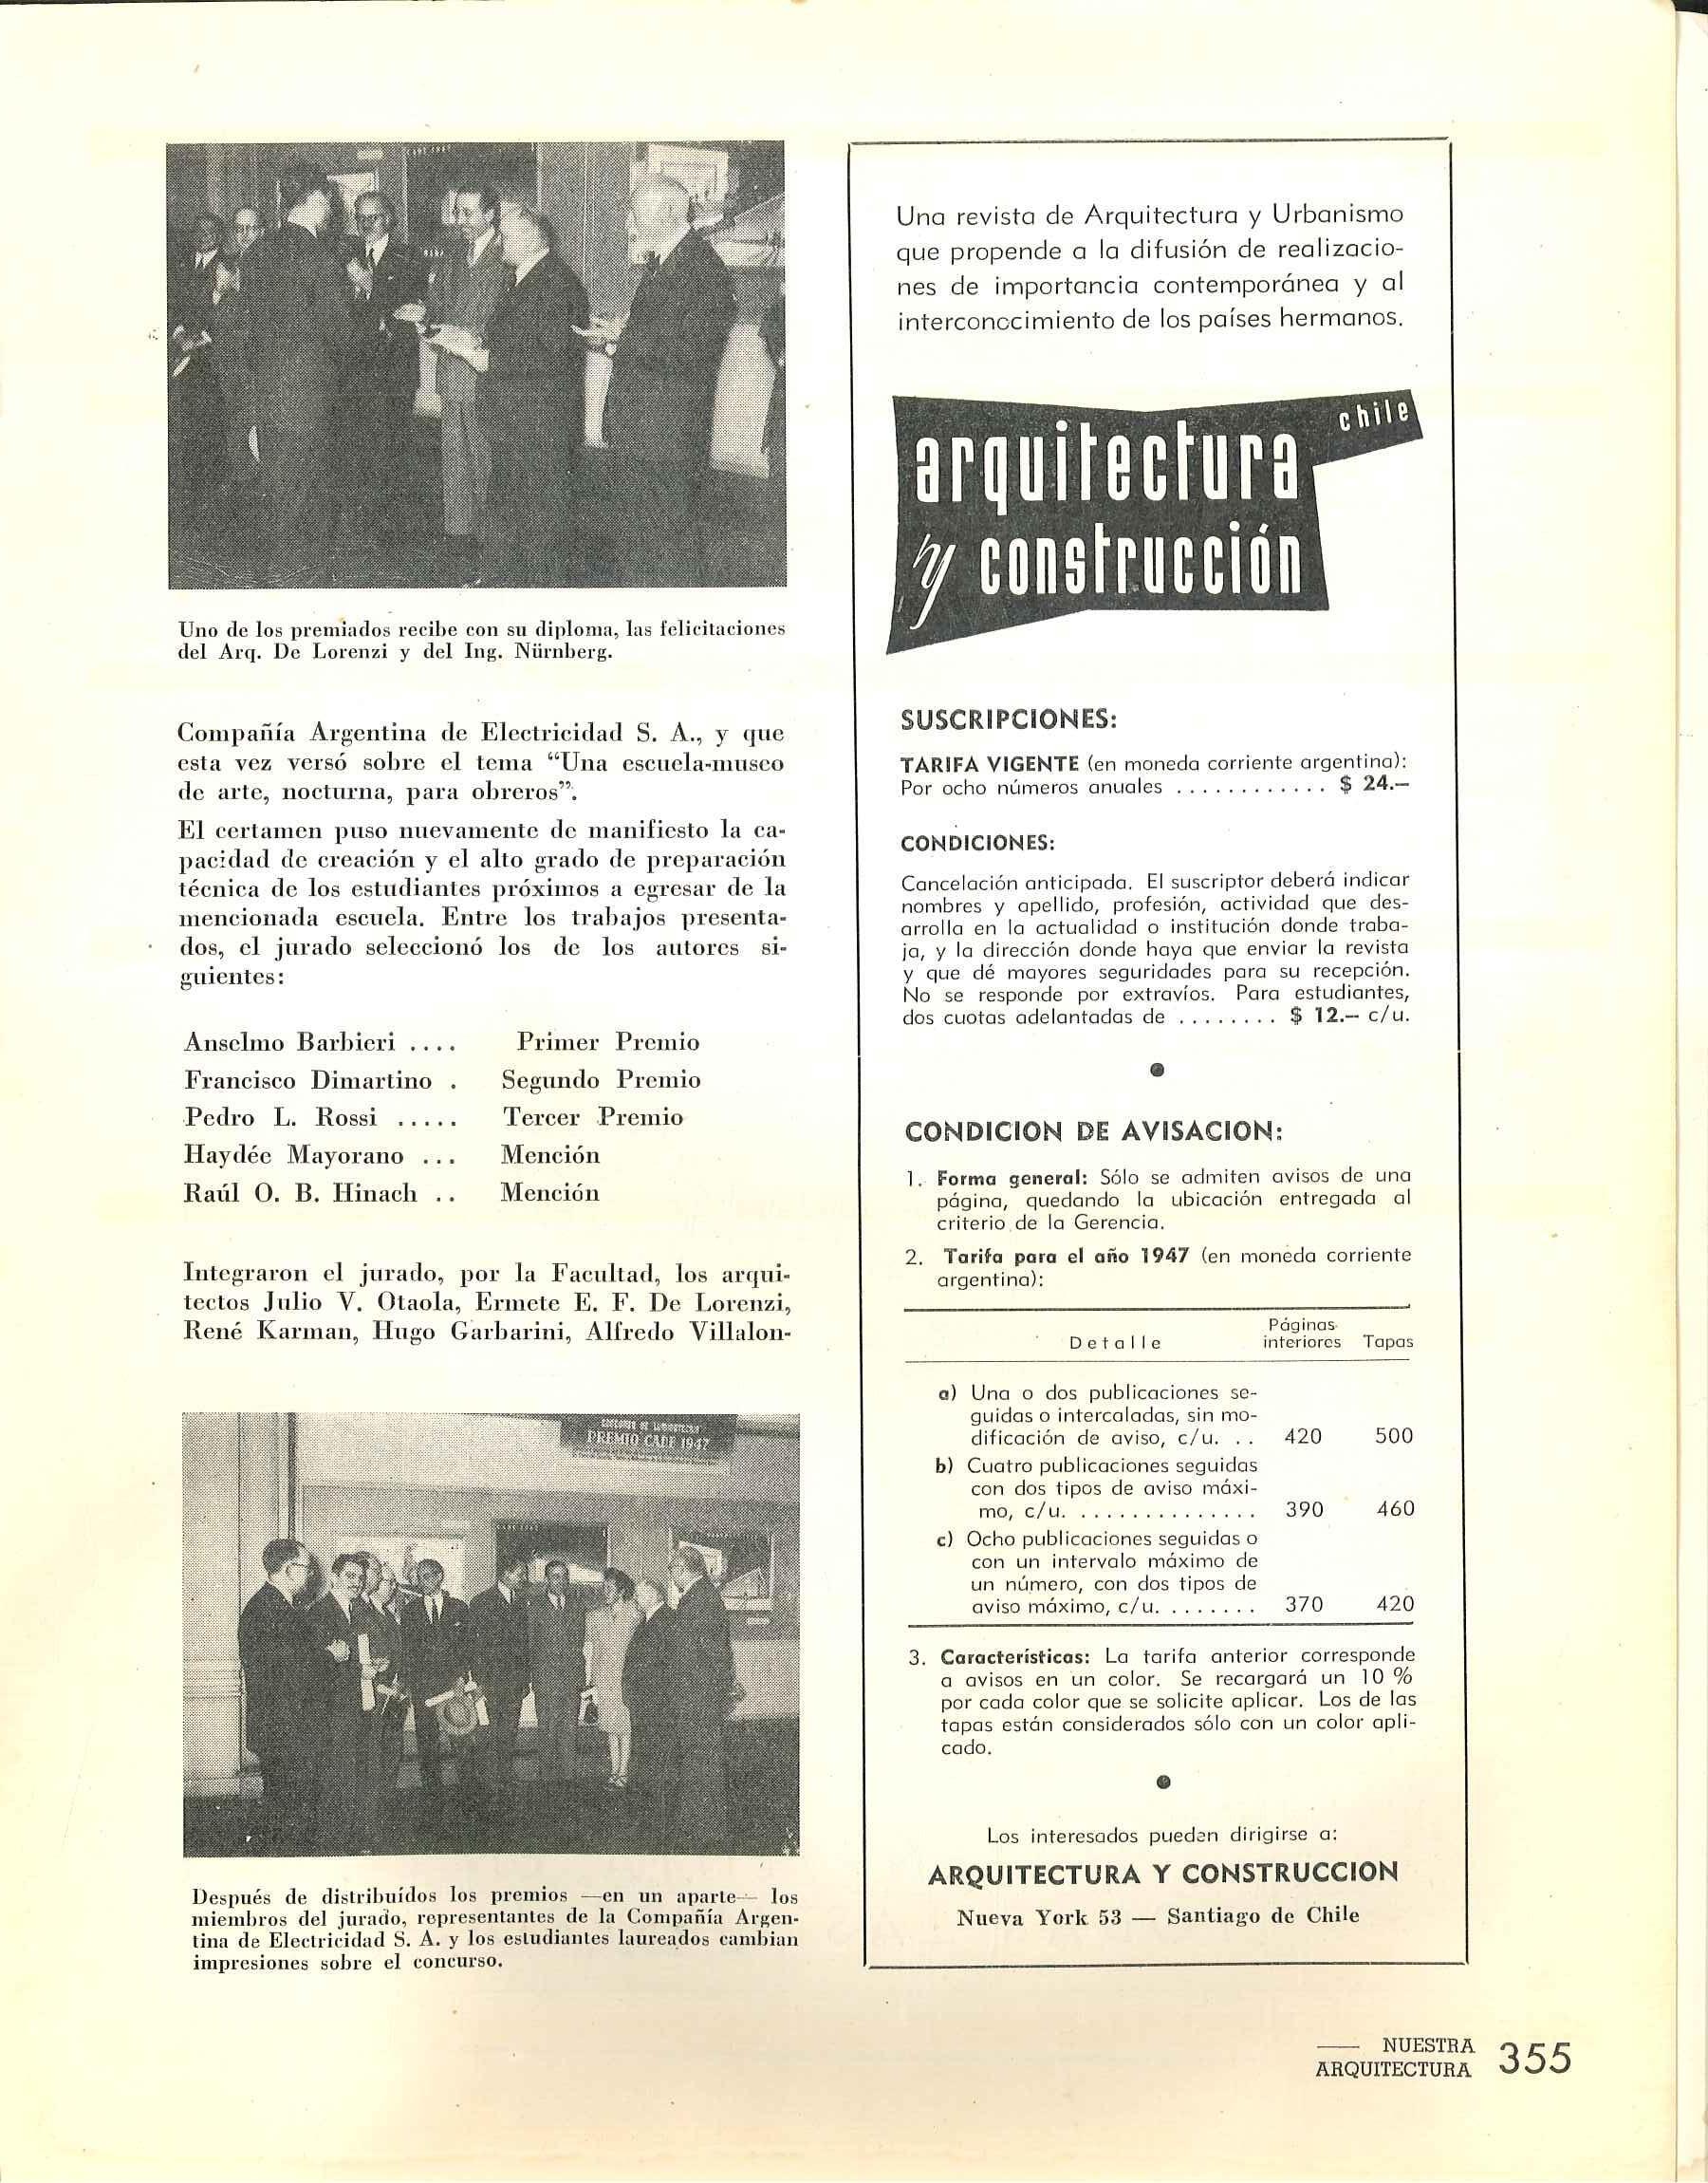 Uno de los premiados recibe con su diploma, las felicitaciones
del Arq. De Lorenzi y del Ing. Nürnberg.
Compañía Argentina de Electricidad S. A., y que
esta vez versó sobre el tema “Una escuela-museo
de arte, nocturna, para obreros”.
El certamen puso nuevamente de manifiesto la ca-
pacidad de creación y el alto grado de preparación
técnica de los estudiantes próximos a egresar de la
mencionada escuela. Entre los trabajos presenta-
dos, el jurado seleccionó los de los autores si-
guientes:
Anselmo Barbieri .... Primer Premio
Francisco Dimartino . Segundo Premio
Pedro L. Rossi ..... Tercer Premio
Haydée Mayorano ... Mención
Raúl O. B. Hinach .. Mención
Integraron el jurado, por la Facultad, los arqui-
tectos Julio V. Otaola, Ermete E. F. De Lorenzi,
René Karman, Hugo Garbarini, Alfredo Villalon-
PREMIO CADE 1947
Después de distribuídos los premios —en un aparte— los
miembros del jurado, representantes de la Compañía Argen-
tina de Electricidad S. A. y los estudiantes laureados cambian
impresiones sobre el concurso.
Una revista de Arquitectura y Urbanismo
que propende a la difusión de realizacio-
nes de importancia contemporánea y al
interconocimiento de los países hermanos.
chile
arquitectura
y construcción
SUSCRIPCIONES:
TARIFA VIGENTE (en moneda corriente argentina):
Por ocho números anuales ............ $ 24.—
CONDICIONES:
Cancelación anticipada. El suscriptor deberá indicar
nombres y apellido, profesión, actividad que des-
arrolla en la actualidad o institución donde traba-
ja, y la dirección donde haya que enviar la revista
y que dé mayores seguridades para su recepción.
No se responde por extravíos. Para estudiantes,
dos cuotas adelantadas de ........ $ 12.— c/u.
CONDICION DE AVISACION:
1. Forma general: Sólo se admiten avisos de una
página, quedando la ubicación entregada al
criterio de la Gerencia.
2. Tarifa para el año 1947 (en moneda corriente
argentina):
Páginas
Detalle interiores Tapas
a) Una o dos publicaciones se-
guidas o intercaladas, sin mo-
dificación de aviso, c/u. .. 420 500
b) Cuatro publicaciones seguidas
con dos tipos de aviso máxi-
mo, c/u. .............. 390 460
c) Ocho publicaciones seguidas o
con un intervalo máximo de
un número, con dos tipos de
aviso máximo, c/u. ....... 370 420
3. Características: La tarifa anterior corresponde
a avisos en un color. Se recargará un 10 %
por cada color que se solicite aplicar. Los de las
tapas están considerados sólo con un color apli-
cado.
Los interesados pueden dirigirse a:
ARQUITECTURA Y CONSTRUCCION
Nueva York 53 — Santiago de Chile
NUESTRA
ARQUITECTURA 355